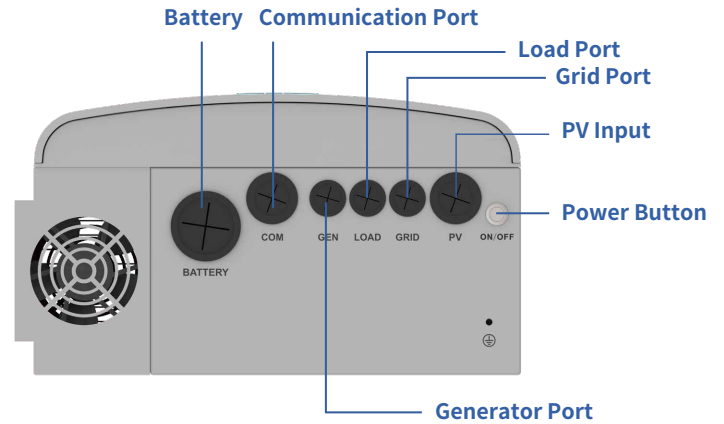 Battery Communication Port
Load Port
Grid Port
PV Input
Power Button
COM GEN LOAD GRID PV ON/OFF
BATTERY
Generator Port